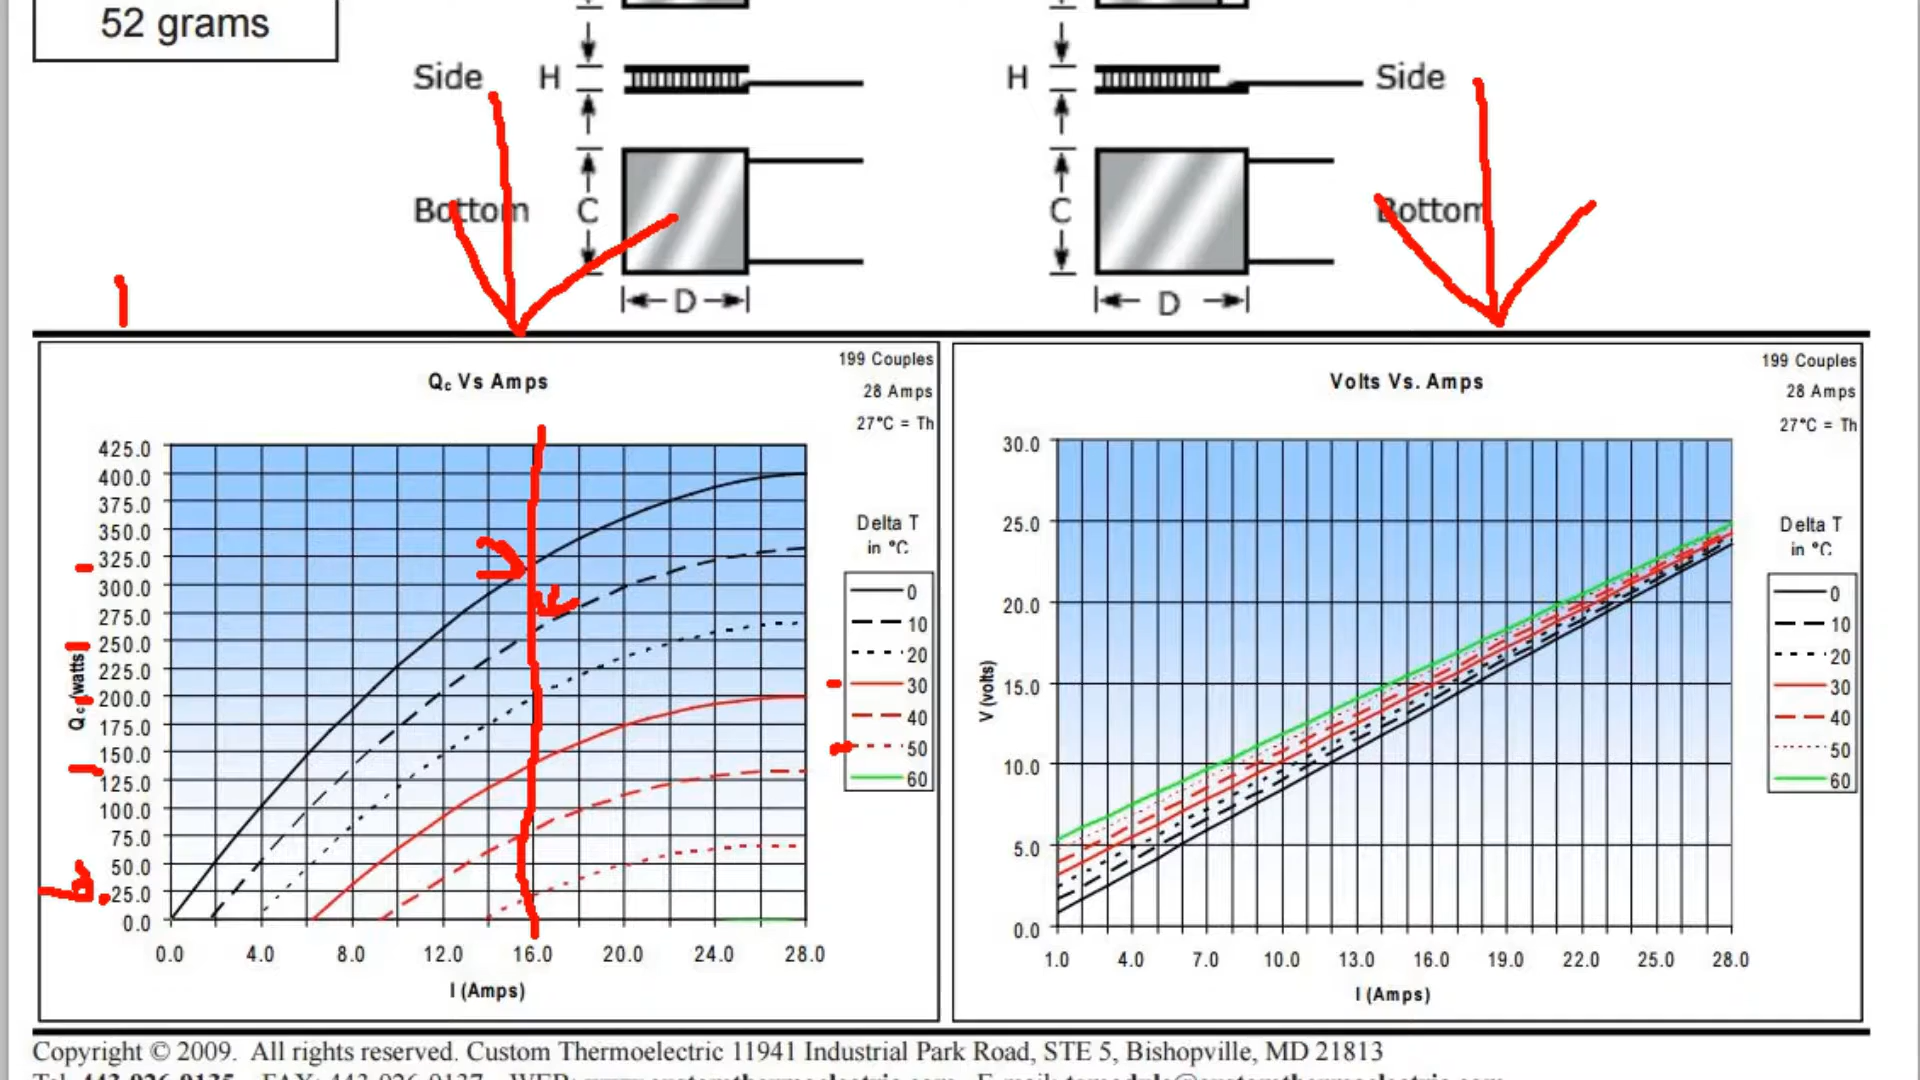 52 grams
Side H H Side
Bottom C C Bottom
D D
Qc Vs Amps
199 Couples
28 Amps
27°C = Th
425.0
400.0
375.0
350.0
325.0
300.0
275.0
250.0
225.0
200.0
175.0
150.0
125.0
100.0
75.0
50.0
25.0
0.0
Qc (watts)
0.0 4.0 8.0 12.0 16.0 20.0 24.0 28.0
I (Amps)
Delta T
in °C
0
10
20
30
40
50
60
Volts Vs. Amps
199 Couples
28 Amps
27°C = Th
30.0
25.0
20.0
15.0
10.0
5.0
0.0
V (volts)
1.0 4.0 7.0 10.0 13.0 16.0 19.0 22.0 25.0 28.0
I (Amps)
Delta T
in °C
0
10
20
30
40
50
60
Copyright © 2009. All rights reserved. Custom Thermoelectric 11941 Industrial Park Road, STE 5, Bishopville, MD 21813